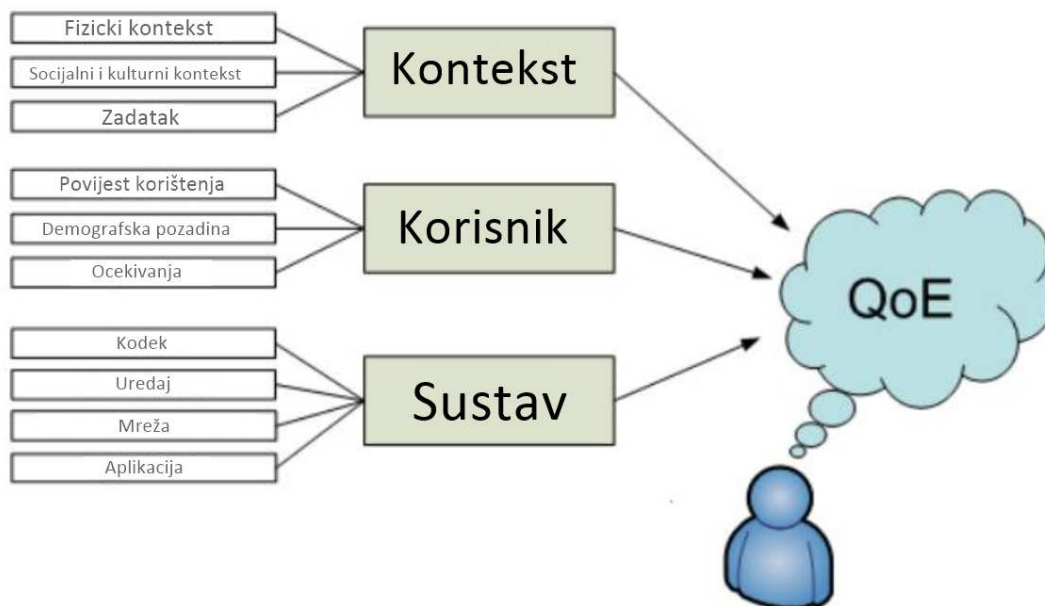 Fizicki kontekst
Socijalni i kulturni kontekst
Zadatak
Kontekst
Povijest korištenja
Demografska pozadina
Ocekivanja
Korisnik
Kodek
Uredaj
Mreža
Aplikacija
Sustav
QoE